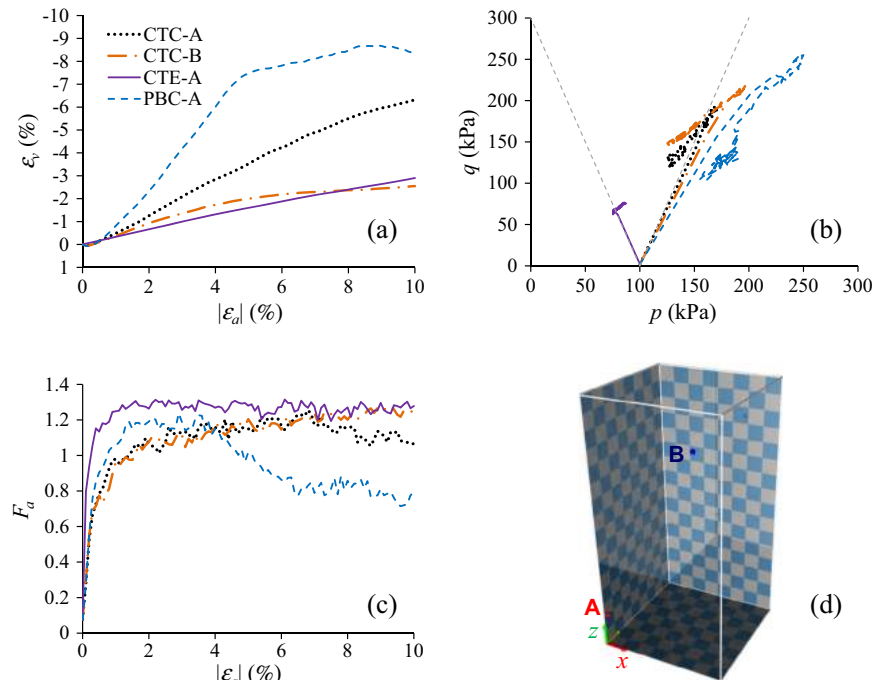 -10
-9
-8
-7
-6
-5
-4
-3
-2
-1
0
1
εᵥ (%)
CTC-A
CTC-B
CTE-A
PBC-A
(a)
0 2 4 6 8 10
|εₐ| (%)
300
250
200
150
100
50
0
q (kPa)
(b)
0 50 100 150 200 250 300
p (kPa)
1.4
1.2
1
0.8
0.6
0.4
0.2
0
Fₐ
(c)
0 2 4 6 8 10
|εₐ| (%)
B
A
z
x
(d)